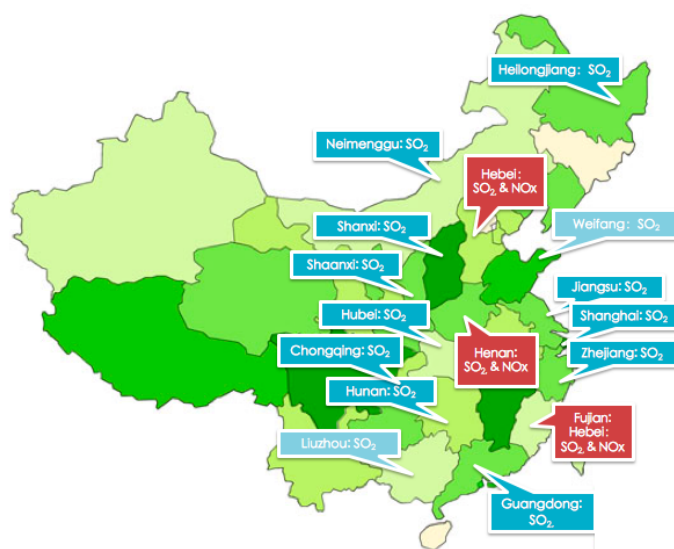 Heilongjiang: SO₂
Neimenggu: SO₂
Hebei:
SO₂ & NOx
Shanxi: SO₂
Weifang: SO₂
Shaanxi: SO₂
Jiangsu: SO₂
Hubei: SO₂
Shanghai: SO₂
Chongqing: SO₂
Henan:
SO₂ & NOx
Zhejiang: SO₂
Hunan: SO₂
Fujian:
Hebei:
SO₂ & NOx
Liuzhou: SO₂
Guangdong:
SO₂